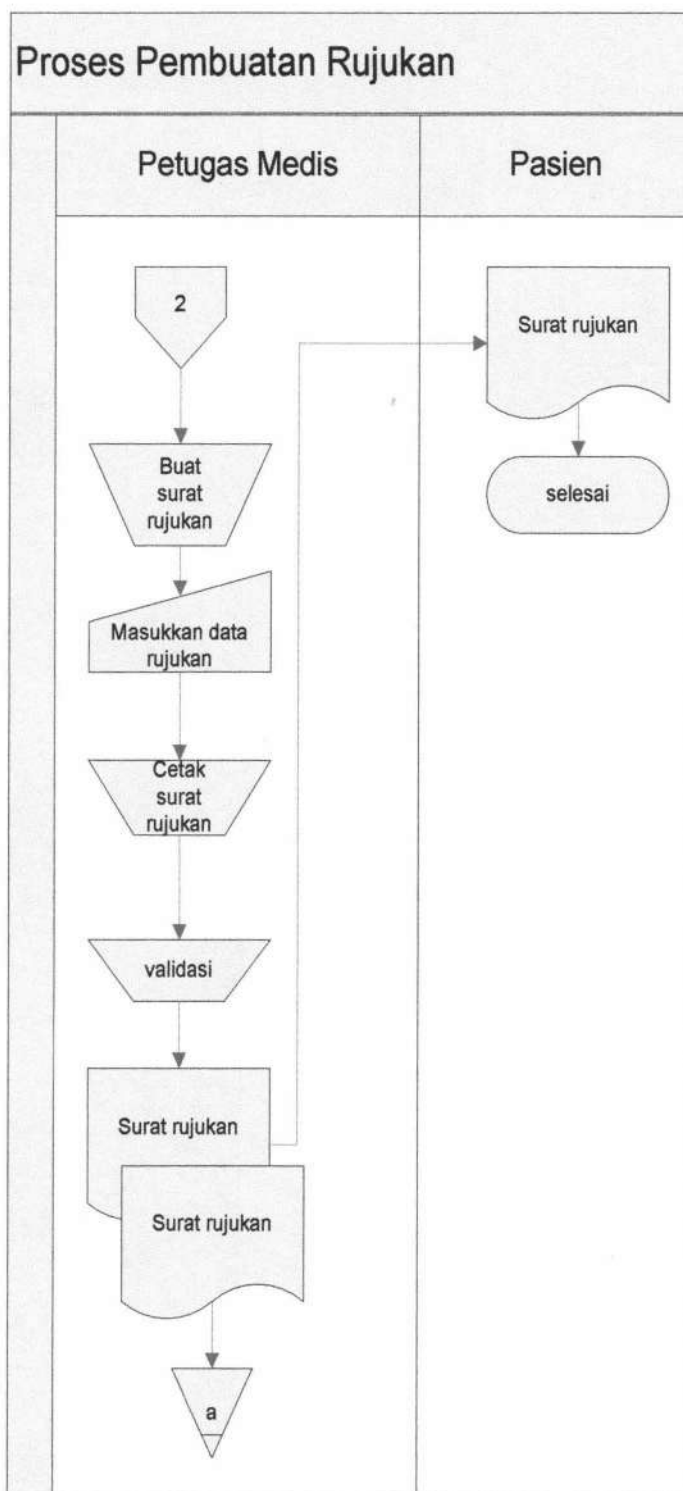 Proses Pembuatan Rujukan
Petugas Medis
Pasien
2
Buat
surat
rujukan
Masukkan data
rujukan
Cetak
surat
rujukan
validasi
Surat rujukan
Surat rujukan
a
Surat rujukan
selesai